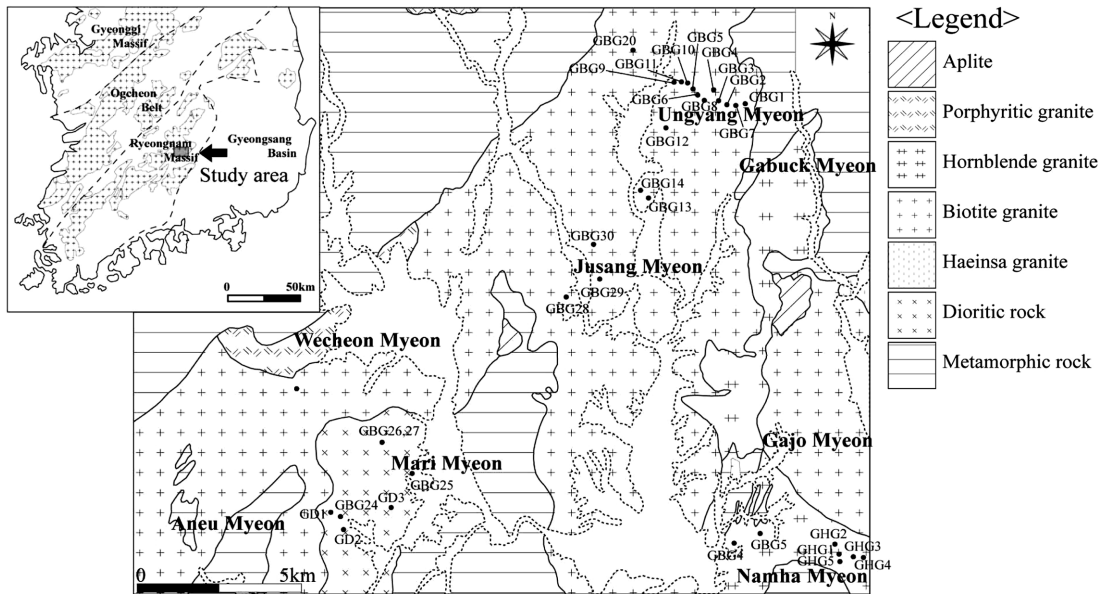 Gyeonggi
Massif
Ogcheon
Belt
Ryeongnam
Massif
Gyeongsang
Basin
Study area
0
50km
N
<Legend>
Aplite
Porphyritic granite
Hornblende granite
Biotite granite
Haeinsa granite
Dioritic rock
Metamorphic rock
GBG20
GBG5
GBG10
GBG4
GBG11
GBG3
GBG9
GBG2
GBG6
GBG1
GBG8
Ungyang Myeon
GBG7
GBG12
Gabuck Myeon
GBG14
GBG13
GBG30
Jusang Myeon
GBG29
GBG28
Wecheon Myeon
GBG26,27
Gajo Myeon
Mari Myeon
GBG25
GD3
GBG24
GD1
Aneu Myeon
GD2
GBG5
GHG2
GBG4
GHG1
GHG3
GHG5
GHG4
Namha Myeon
0
5km